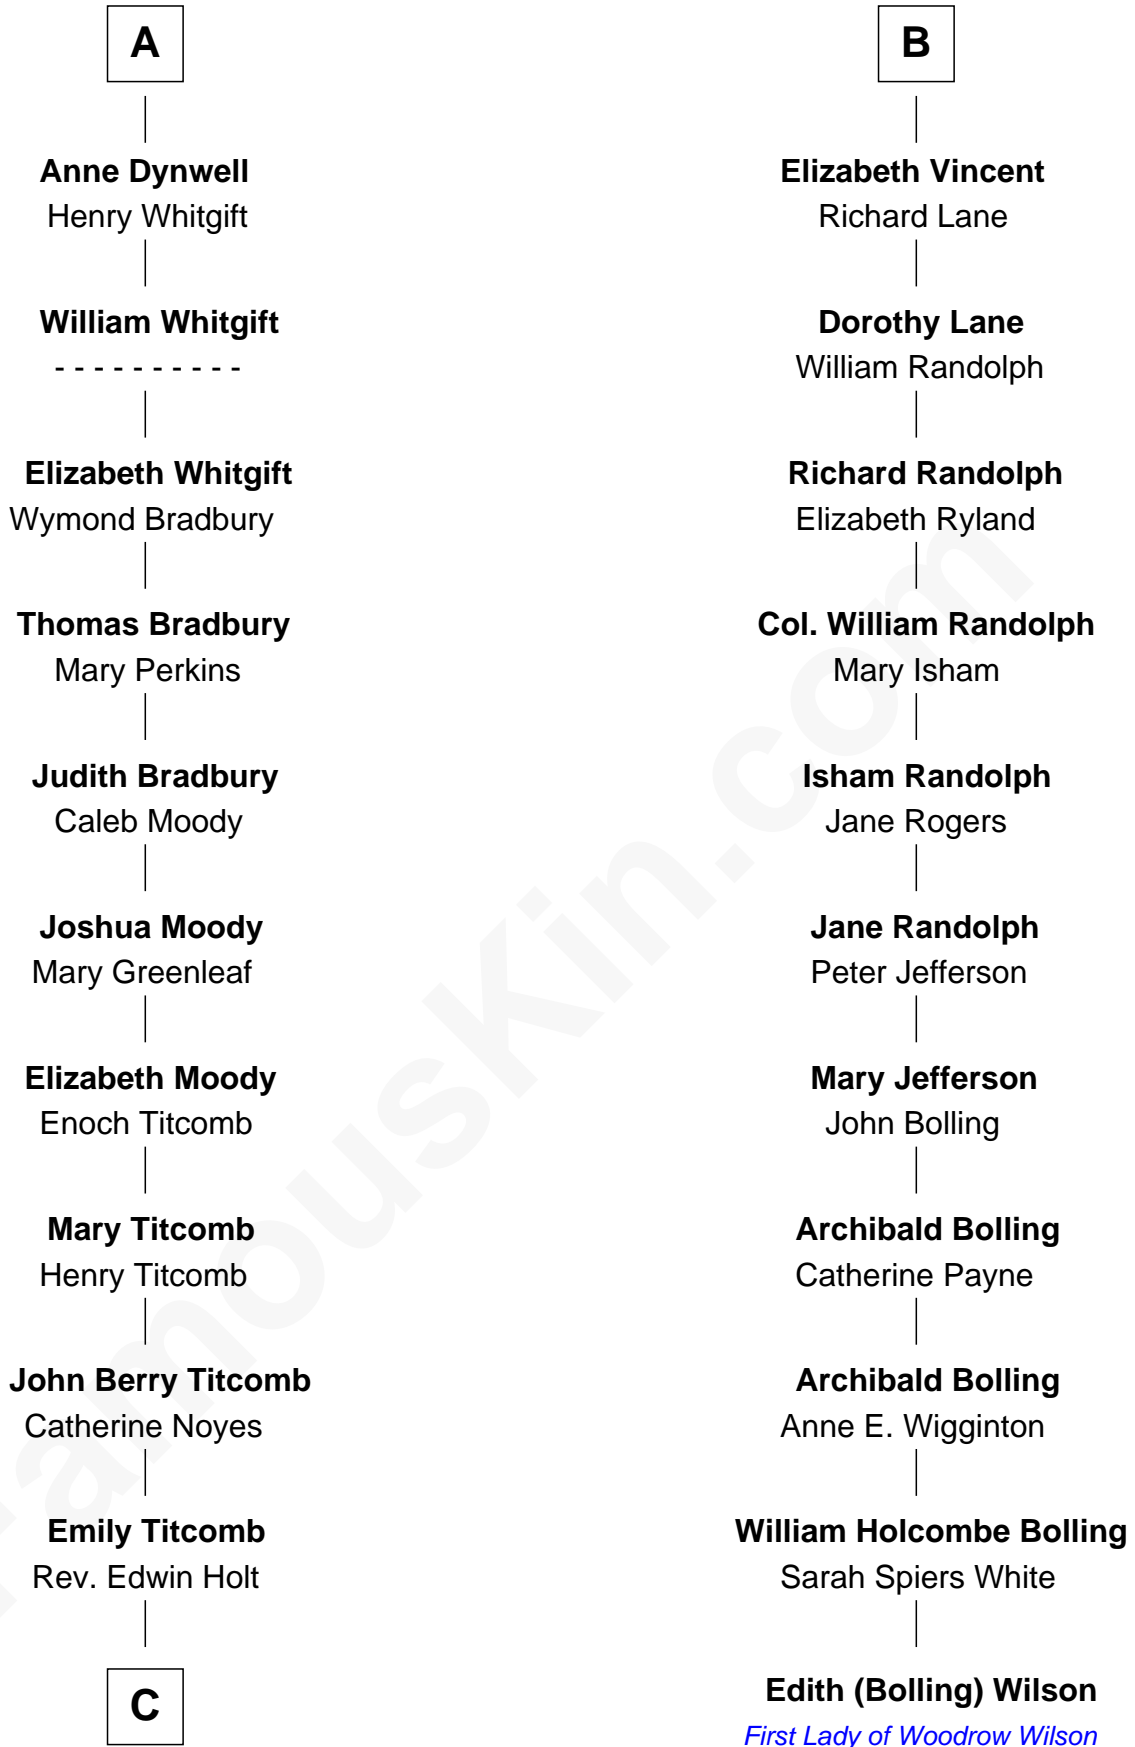 A
Anne Dynwell
Henry Whitgift
William Whitgift
- - - - - - - - - -
Elizabeth Whitgift
Wymond Bradbury
Thomas Bradbury
Mary Perkins
Judith Bradbury
Caleb Moody
Joshua Moody
Mary Greenleaf
Elizabeth Moody
Enoch Titcomb
Mary Titcomb
Henry Titcomb
John Berry Titcomb
Catherine Noyes
Emily Titcomb
Rev. Edwin Holt
C
B
Elizabeth Vincent
Richard Lane
Dorothy Lane
William Randolph
Richard Randolph
Elizabeth Ryland
Col. William Randolph
Mary Isham
Isham Randolph
Jane Rogers
Jane Randolph
Peter Jefferson
Mary Jefferson
John Bolling
Archibald Bolling
Catherine Payne
Archibald Bolling
Anne E. Wigginton
William Holcombe Bolling
Sarah Spiers White
Edith (Bolling) Wilson
First Lady of Woodrow Wilson
FamousKin.com